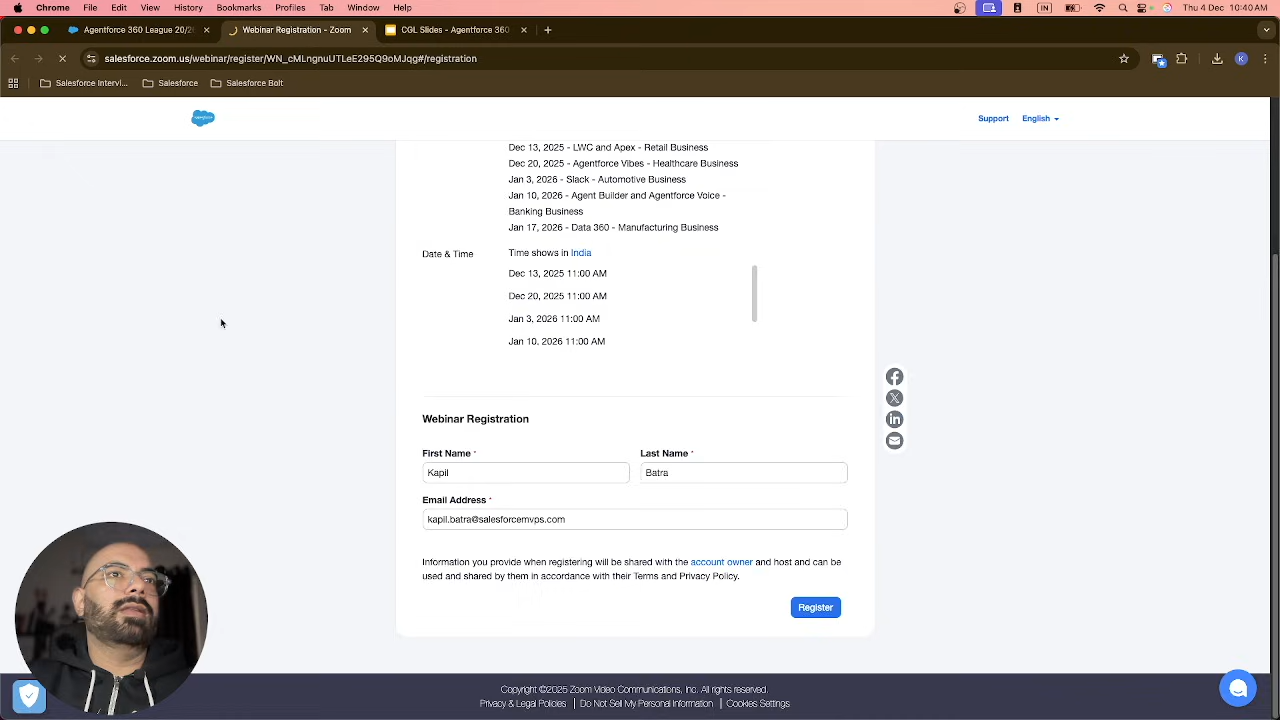 Chrome File Edit View History Bookmarks Profiles Tab Window Help
Thu 4 Dec 10:40 AM
Agentforce 360 League 20/2
Webinar Registration - Zoom
CGL Slides - Agentforce 360
salesforce.zoom.us/webinar/register/WN_cMLngnuUTLeE295Q9oMJqg#/registration
Salesforce Intervi...
Salesforce
Salesforce Bolt
Support
English
Dec 13, 2025 - LWC and Apex - Retail Business
Dec 20, 2025 - Agentforce Vibes - Healthcare Business
Jan 3, 2026 - Slack - Automotive Business
Jan 10, 2026 - Agent Builder and Agentforce Voice -
Banking Business
Jan 17, 2026 - Data 360 - Manufacturing Business
Date & Time
Time shows in India
Dec 13, 2025 11:00 AM
Dec 20, 2025 11:00 AM
Jan 3, 2026 11:00 AM
Jan 10, 2026 11:00 AM
Webinar Registration
First Name *
Last Name *
Kapil
Batra
Email Address *
kapil.batra@salesforcemvps.com
Information you provide when registering will be shared with the account owner and host and can be
used and shared by them in accordance with their Terms and Privacy Policy.
Register
Copyright ©2025 Zoom Video Communications, Inc. All rights reserved.
Privacy & Legal Policies | Do Not Sell My Personal Information | Cookies Settings